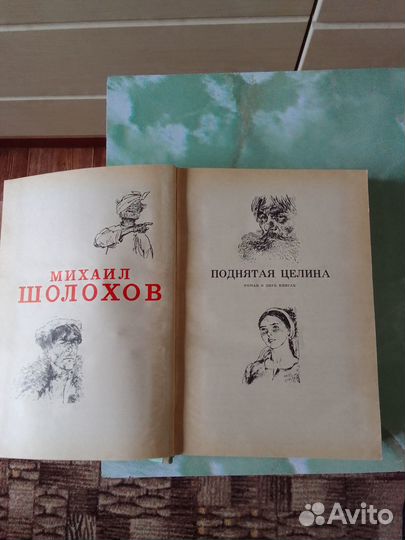 МИХАИЛ
ШОЛОХОВ
ПОДНЯТАЯ ЦЕЛИНА
РОМАН В ДВУХ КНИГАХ
Avito